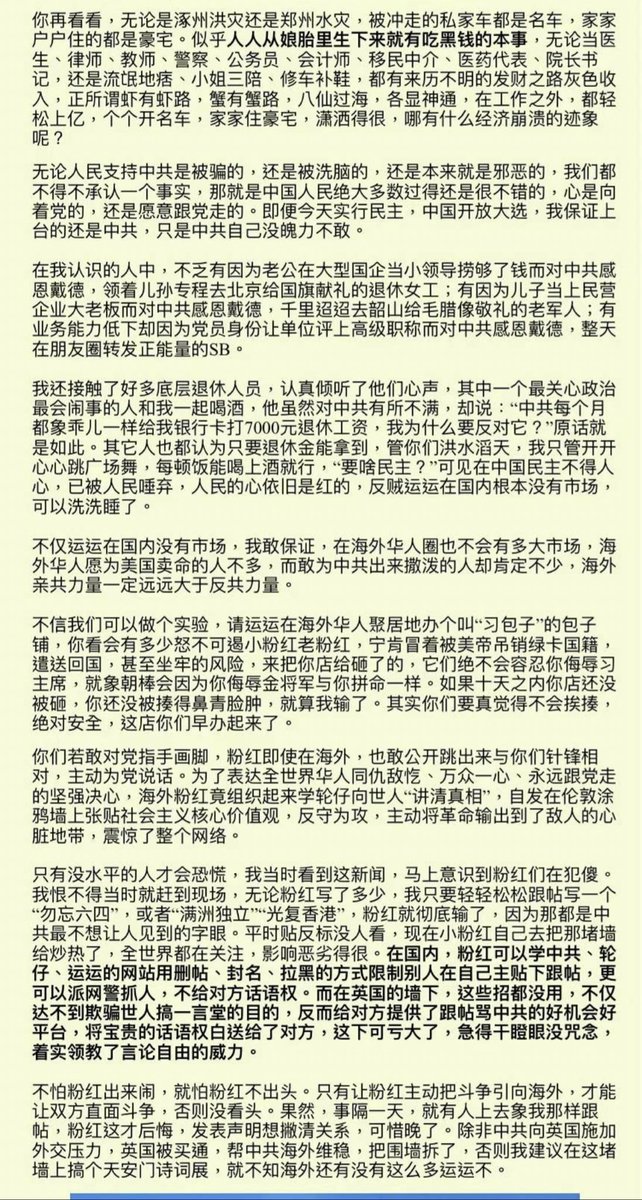 你再看看，无论是涿州洪灾还是郑州水灾，被冲走的私家车都是名车，家家
户户住的都是豪宅。似乎人人从娘胎里生下来就有吃黑钱的本事，无论当医
生、律师、教师、警察、公务员、会计师、移民中介、医药代表、院长书
记，还是流氓地痞、小姐三陪、修车补鞋，都有来历不明的发财之路灰色收
入，正所谓虾有虾路，蟹有蟹路，八仙过海，各显神通，在工作之外，都轻
松上亿，个个开名车，家家住豪宅，潇洒得很，哪有什么经济崩溃的迹象
呢？
无论人民支持中共是被骗的，还是被洗脑的，还是本来就是邪恶的，我们都
不得不承认一个事实，那就是中国人民绝大多数过得还是很不错的，心是向
着党的，还是愿意跟党走的。即便今天实行民主，中国开放大选，我保证上
台的还是中共，只是中共自己没魄力不敢。
在我认识的人中，不乏有因为老公在大型国企当小领导捞够了钱而对中共感
恩戴德，领着儿孙专程去北京给国旗献礼的退休女工；有因为儿子当上民营
企业大老板而对中共感恩戴德，千里迢迢去韶山给毛腊像敬礼的老军人；有
业务能力低下却因为党员身份让单位评上高级职称而对中共感恩戴德，整天
在朋友圈转发正能量的SB。
我还接触了好多底层退休人员，认真倾听了他们心声，其中一个最关心政治
最会闹事的人和我一起喝酒，他虽然对中共有所不满，却说：“中共每个月
都象乖儿一样给我银行卡打7000元退休工资，我为什么要反对它？”原话就
是如此。其它人也都认为只要退休金能拿到，管你们洪水滔天，我只管开开
心心跳广场舞，每顿饭能喝上酒就行，“要啥民主？”可见在中国民主不得人
心，已被人民唾弃，人民的心依旧是红的，反贼运运在国内根本没有市场，
可以洗洗睡了。
不仅运运在国内没有市场，我敢保证，在海外华人圈也不会有多大市场，海
外华人愿为美国卖命的人不多，而敢为中共出来撒泼的人却肯定不少，海外
亲共力量一定远远大于反共力量。
不信我们可以做个实验，请运运在海外华人聚居地办个叫“习包子”的包子
铺，你看会有多少怒不可遏小粉红老粉红，宁肯冒着被美帝吊销绿卡国籍，
遣送回国，甚至坐牢的风险，来把你店给砸了的，它们绝不会容忍你侮辱习
主席，就象朝棒会因为你侮辱金将军与你拼命一样。如果十天之内你店还没
被砸，你还没被揍得鼻青脸肿，就算我输了。其实你们要真觉得不会挨揍，
绝对安全，这店你们早办起来了。
你们若敢对党指手画脚，粉红即使在海外，也敢公开跳出来与你们针锋相
对，主动为党说话。为了表达全世界华人同仇敌忾、万众一心、永远跟党走
的坚强决心，海外粉红竟组织起来学轮仔向世人“讲清真相”，自发在伦敦涂
鸦墙上张贴社会主义核心价值观，反守为攻，主动将革命输出到了敌人的心
脏地带，震惊了整个网络。
只有没水平的人才会恐慌，我当时看到这新闻，马上意识到粉红们在犯傻。
我恨不得当时就赶到现场，无论粉红写了多少，我只要轻轻松松跟帖写一个
“勿忘六四”，或者“满洲独立”“光复香港”，粉红就彻底输了，因为那都是中
共最不想让人见到的字眼。平时贴反标没人看，现在小粉红自己去把那堵墙
给炒热了，全世界都在关注，影响恶劣得很。在国内，粉红可以学中共、轮
仔、运运的网站用删帖、封名、拉黑的方式限制别人在自己主贴下跟帖，更
可以派网警抓人，不给对方话语权。而在英国的墙下，这些招都没用，不仅
达不到欺骗世人搞一言堂的目的，反而给对方提供了跟帖骂中共的好机会好
平台，将宝贵的话语权白送给了对方，这下可亏大了，急得干瞪眼没咒念，
着实领教了言论自由的威力。
不怕粉红出来闹，就怕粉红不出头。只有让粉红主动把斗争引向海外，才能
让双方直面斗争，否则没看头。果然，事隔一天，就有人上去象我那样跟
帖，粉红这才后悔，发表声明想撇清关系，可惜晚了。除非中共向英国施加
外交压力，英国被买通，帮中共海外维稳，把围墙拆了，否则我建议在这堵
墙上搞个天安门诗词展，就不知海外还有没有这么多运运不。